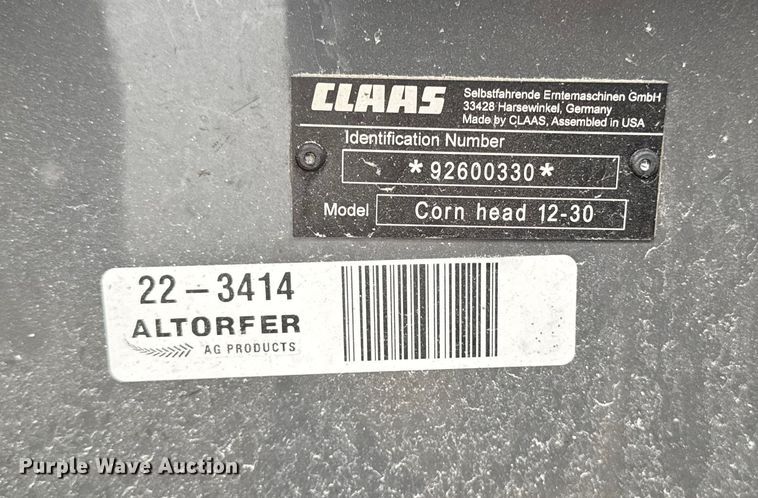 CLAAS
Selbstfahrende Erntemaschinen GmbH
33428 Harsewinkel, Germany
Made by CLAAS, Assembled in USA
Identification Number
*92600330*
Model Corn head 12-30
22-3414
ALTORFER
AG PRODUCTS
Purple Wave Auction